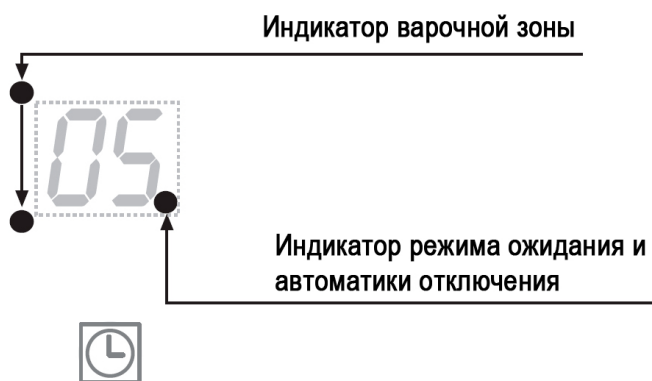 Индикатор варочной зоны
05
Индикатор режима ожидания и
автоматики отключения